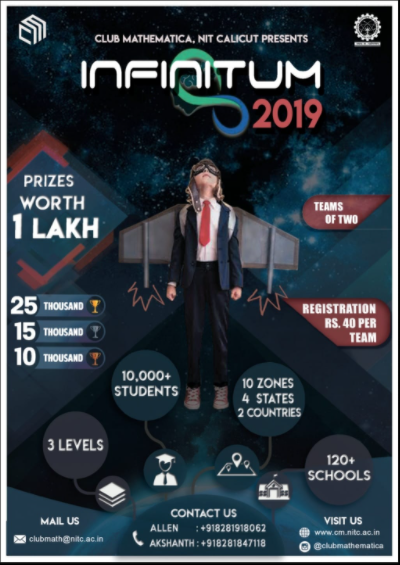 CLUB MATHEMATICA, NIT CALICUT PRESENTS
INFINITUM
2019
PRIZES
WORTH
1 LAKH
TEAMS
OF TWO
25 THOUSAND
15 THOUSAND
10 THOUSAND
REGISTRATION
RS. 40 PER
TEAM
10,000+
STUDENTS
10 ZONES
4 STATES
2 COUNTRIES
3 LEVELS
120+
SCHOOLS
MAIL US
clubmath@nitc.ac.in
CONTACT US
ALLEN :+918281918062
AKSHANTH :+918281847118
VISIT US
www.cm.nitc.ac.in
@clubmathematica